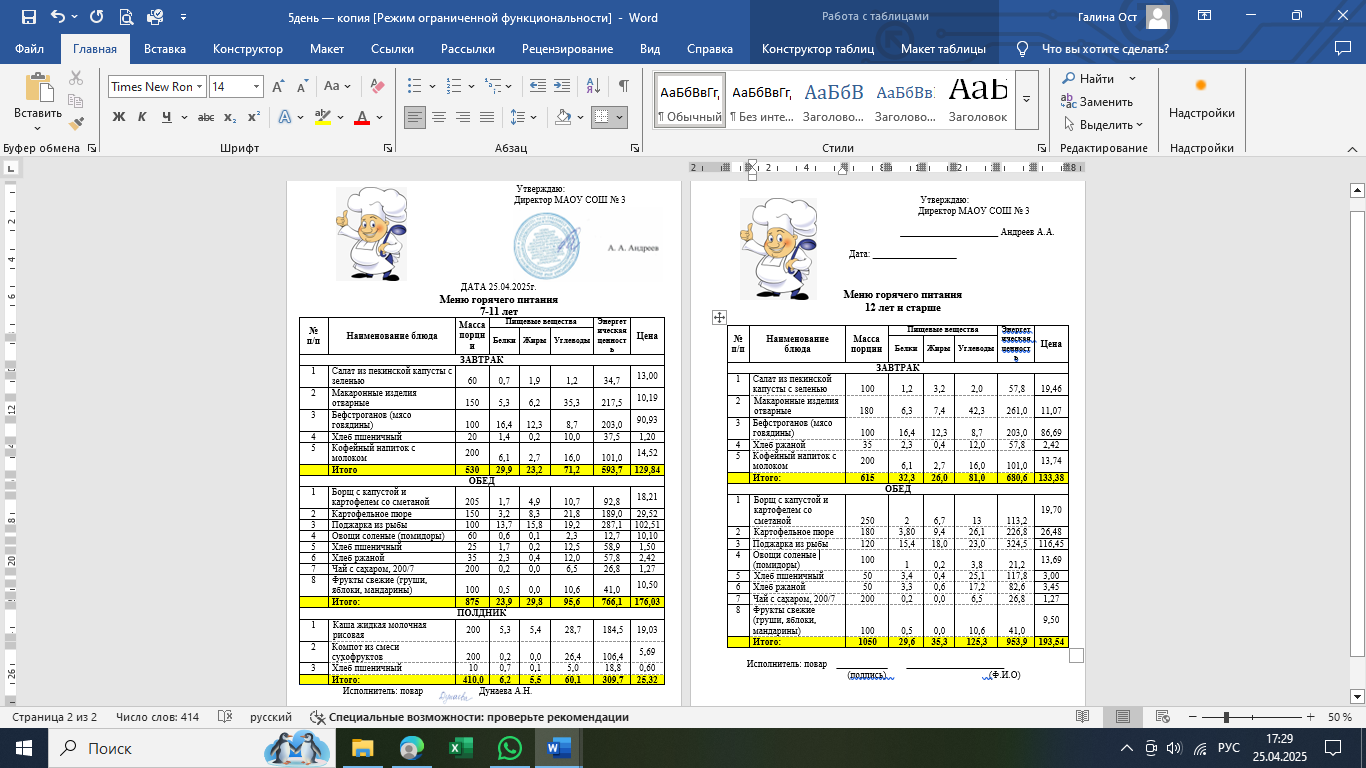 5день — копия [Режим ограниченной функциональности] - Word
Работа с таблицами
Галина Ост
Файл Главная Вставка Конструктор Макет Ссылки Рассылки Рецензирование Вид Справка Конструктор таблиц Макет таблицы Что вы хотите сделать?
Вставить
Буфер обмена
Times New Ron 14
Ж К Ч
Шрифт
Абзац
АаБбВвГг, АаБбВвГг, АаБбВ АаБбВв АаБ
¶ Обычный ¶ Без инте... Заголово... Заголово... Заголовок
Стили
Найти
Заменить
Выделить
Редактирование
Настройки
Настройки
Утверждаю:
Директор МАОУ СОШ № 3
А. А. Андреев
ДАТА 25.04.2025г.
Меню горячего питания
7-11 лет
№ п/п Наименование блюда Масса порции Пищевые вещества Энергетическая ценность Цена
Белки Жиры Углеводы
ЗАВТРАК
1 Салат из пекинской капусты с зеленью 60 0,7 1,9 1,2 34,7 13,00
2 Макаронные изделия отварные 150 5,3 6,2 35,3 217,5 10,19
3 Бефстроганов (мясо говядины) 100 16,4 12,3 8,7 203,0 90,93
4 Хлеб пшеничный 20 1,4 0,2 10,0 37,5 1,20
5 Кофейный напиток с молоком 200 6,1 2,7 16,0 101,0 14,52
Итого 530 29,9 23,2 71,2 593,7 129,84
ОБЕД
1 Борщ с капустой и картофелем со сметаной 205 1,7 4,9 10,7 92,8 18,21
2 Картофельное пюре 150 3,2 8,3 21,8 189,0 29,52
3 Поджарка из рыбы 100 13,7 15,8 19,2 287,1 102,51
4 Овощи соленые (помидоры) 60 0,6 0,1 2,3 12,7 10,10
5 Хлеб пшеничный 25 1,7 0,2 12,5 58,9 1,50
6 Хлеб ржаной 35 2,3 0,4 12,0 57,8 2,42
7 Чай с сахаром, 200/7 200 0,2 0,0 6,5 26,8 1,27
8 Фрукты свежие (груши, яблоки, мандарины) 100 0,5 0,0 10,6 41,0 10,50
Итого: 875 23,9 29,8 95,6 766,1 176,03
ПОЛДНИК
1 Каша жидкая молочная рисовая 200 5,3 5,4 28,7 184,5 19,03
2 Компот из смеси сухофруктов 200 0,2 0,0 26,4 106,4 5,69
3 Хлеб пшеничный 10 0,7 0,1 5,0 18,8 0,60
Итого: 410,0 6,2 5,5 60,1 309,7 25,32
Исполнитель: повар Дунаева А.Н.
Утверждаю:
Директор МАОУ СОШ № 3
Андреев А.А.
Дата:
Меню горячего питания
12 лет и старше
№ п/п Наименование блюда Масса порции Пищевые вещества Энергетическая ценность Цена
Белки Жиры Углеводы
ЗАВТРАК
1 Салат из пекинской капусты с зеленью 100 1,2 3,2 2,0 57,8 19,46
2 Макаронные изделия отварные 180 6,3 7,4 42,3 261,0 11,07
3 Бефстроганов (мясо говядины) 100 16,4 12,3 8,7 203,0 86,69
4 Хлеб ржаной 35 2,3 0,4 12,0 57,8 2,42
5 Кофейный напиток с молоком 200 6,1 2,7 16,0 101,0 13,74
Итого: 615 32,3 26,0 81,0 680,6 133,38
ОБЕД
1 Борщ с капустой и картофелем со сметаной 250 2 6,7 13 113,2 19,70
2 Картофельное пюре 180 3,80 9,4 26,1 226,8 26,48
3 Поджарка из рыбы 120 15,4 18,0 23,0 324,5 116,45
4 Овощи соленые (помидоры) 100 1 0,2 3,8 21,2 13,69
5 Хлеб пшеничный 50 3,4 0,4 25,1 117,8 3,00
6 Хлеб ржаной 50 3,3 0,6 17,2 82,6 3,45
7 Чай с сахаром, 200/7 200 0,2 0,0 6,5 26,8 1,27
8 Фрукты свежие (груши, яблоки, мандарины) 100 0,5 0,0 10,6 41,0 9,50
Итого: 1050 29,6 35,3 125,3 953,9 193,54
Исполнитель: повар
(подпись) (Ф.И.О)
Страница 2 из 2 Число слов: 414 русский Специальные возможности: проверьте рекомендации 50 %
Поиск
РУС
17:29
25.04.2025